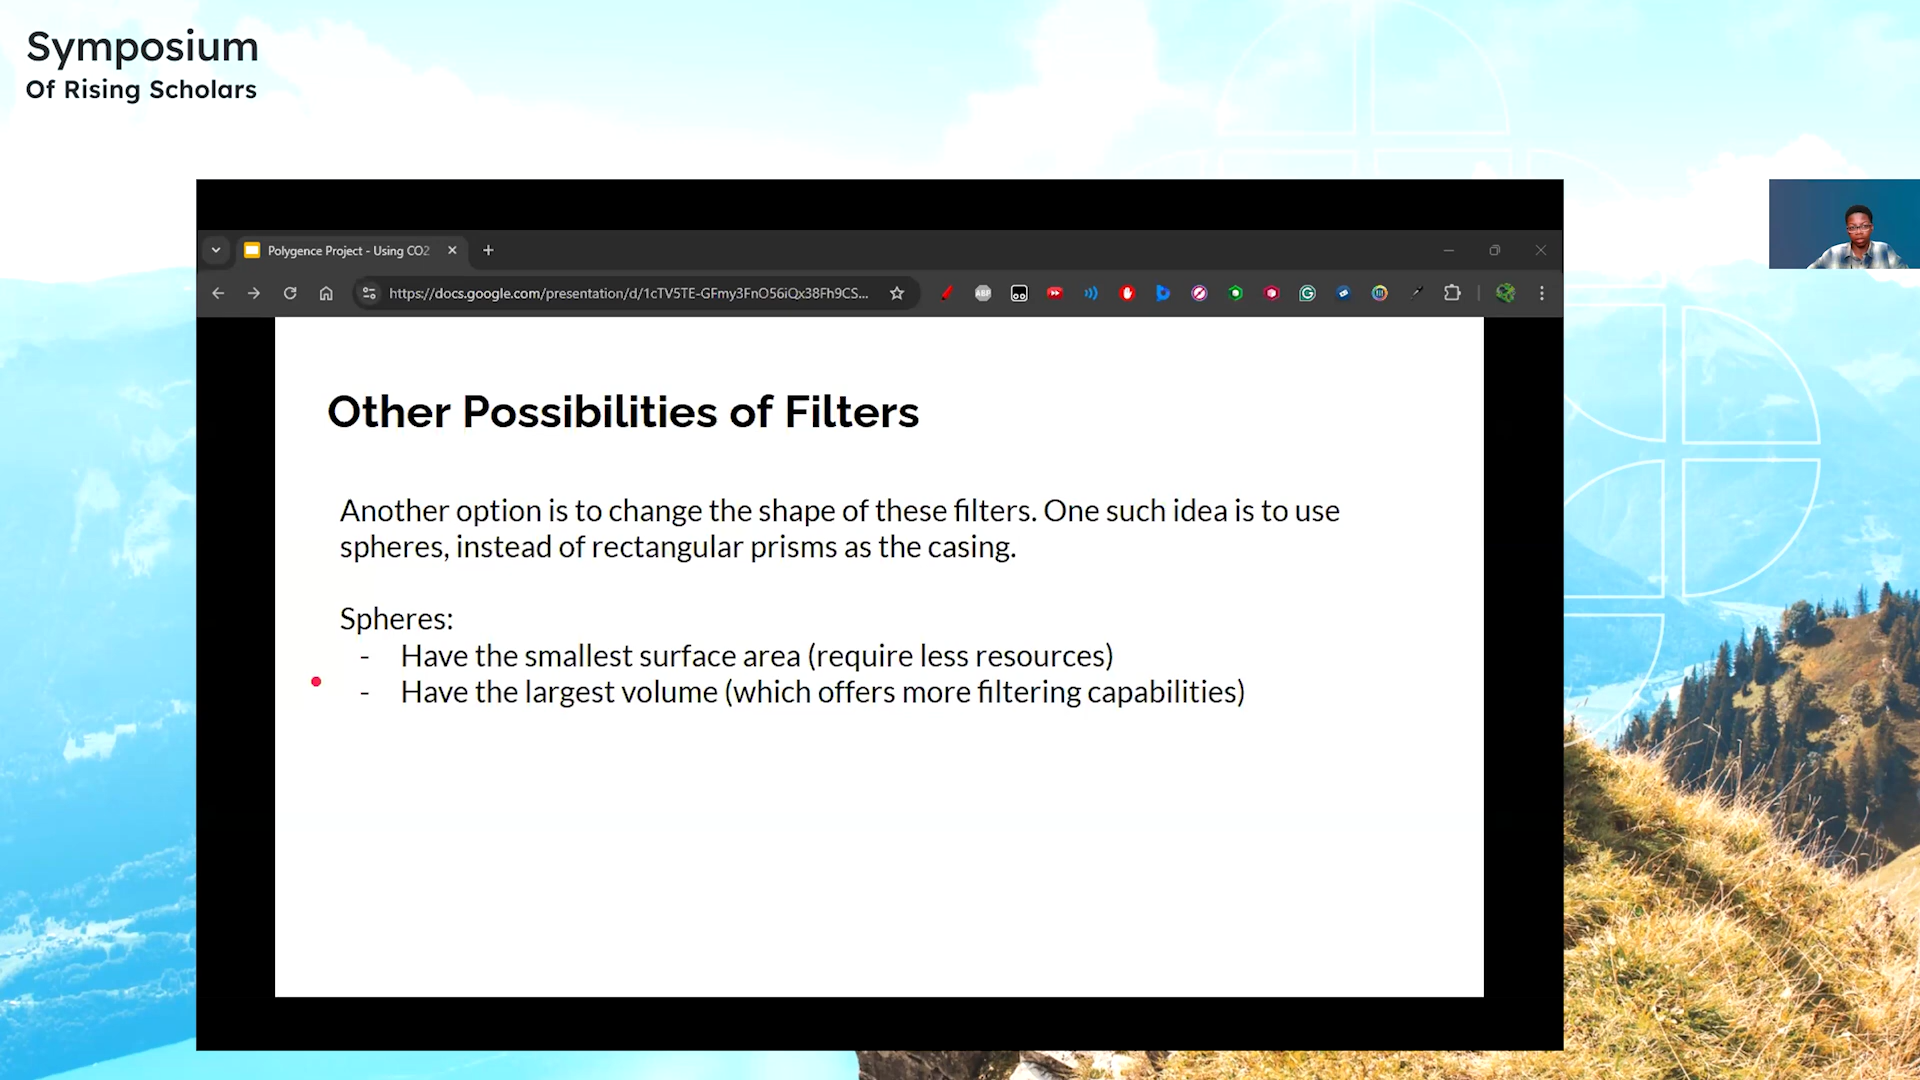 Symposium
Of Rising Scholars
Polygence Project - Using CO2
https://docs.google.com/presentation/d/1cTV5TE-GFmy3FnO56iQx38Fh9CS...
ABP
Other Possibilities of Filters
Another option is to change the shape of these filters. One such idea is to use
spheres, instead of rectangular prisms as the casing.
Spheres:
- Have the smallest surface area (require less resources)
- Have the largest volume (which offers more filtering capabilities)